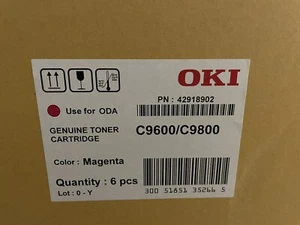 OKI
PN : 42918902
Use for ODA
GENUINE TONER
CARTRIDGE
C9600/C9800
Color : Magenta
Quantity : 6 pcs
Lot : 0 - Y
300 51851 35266 5